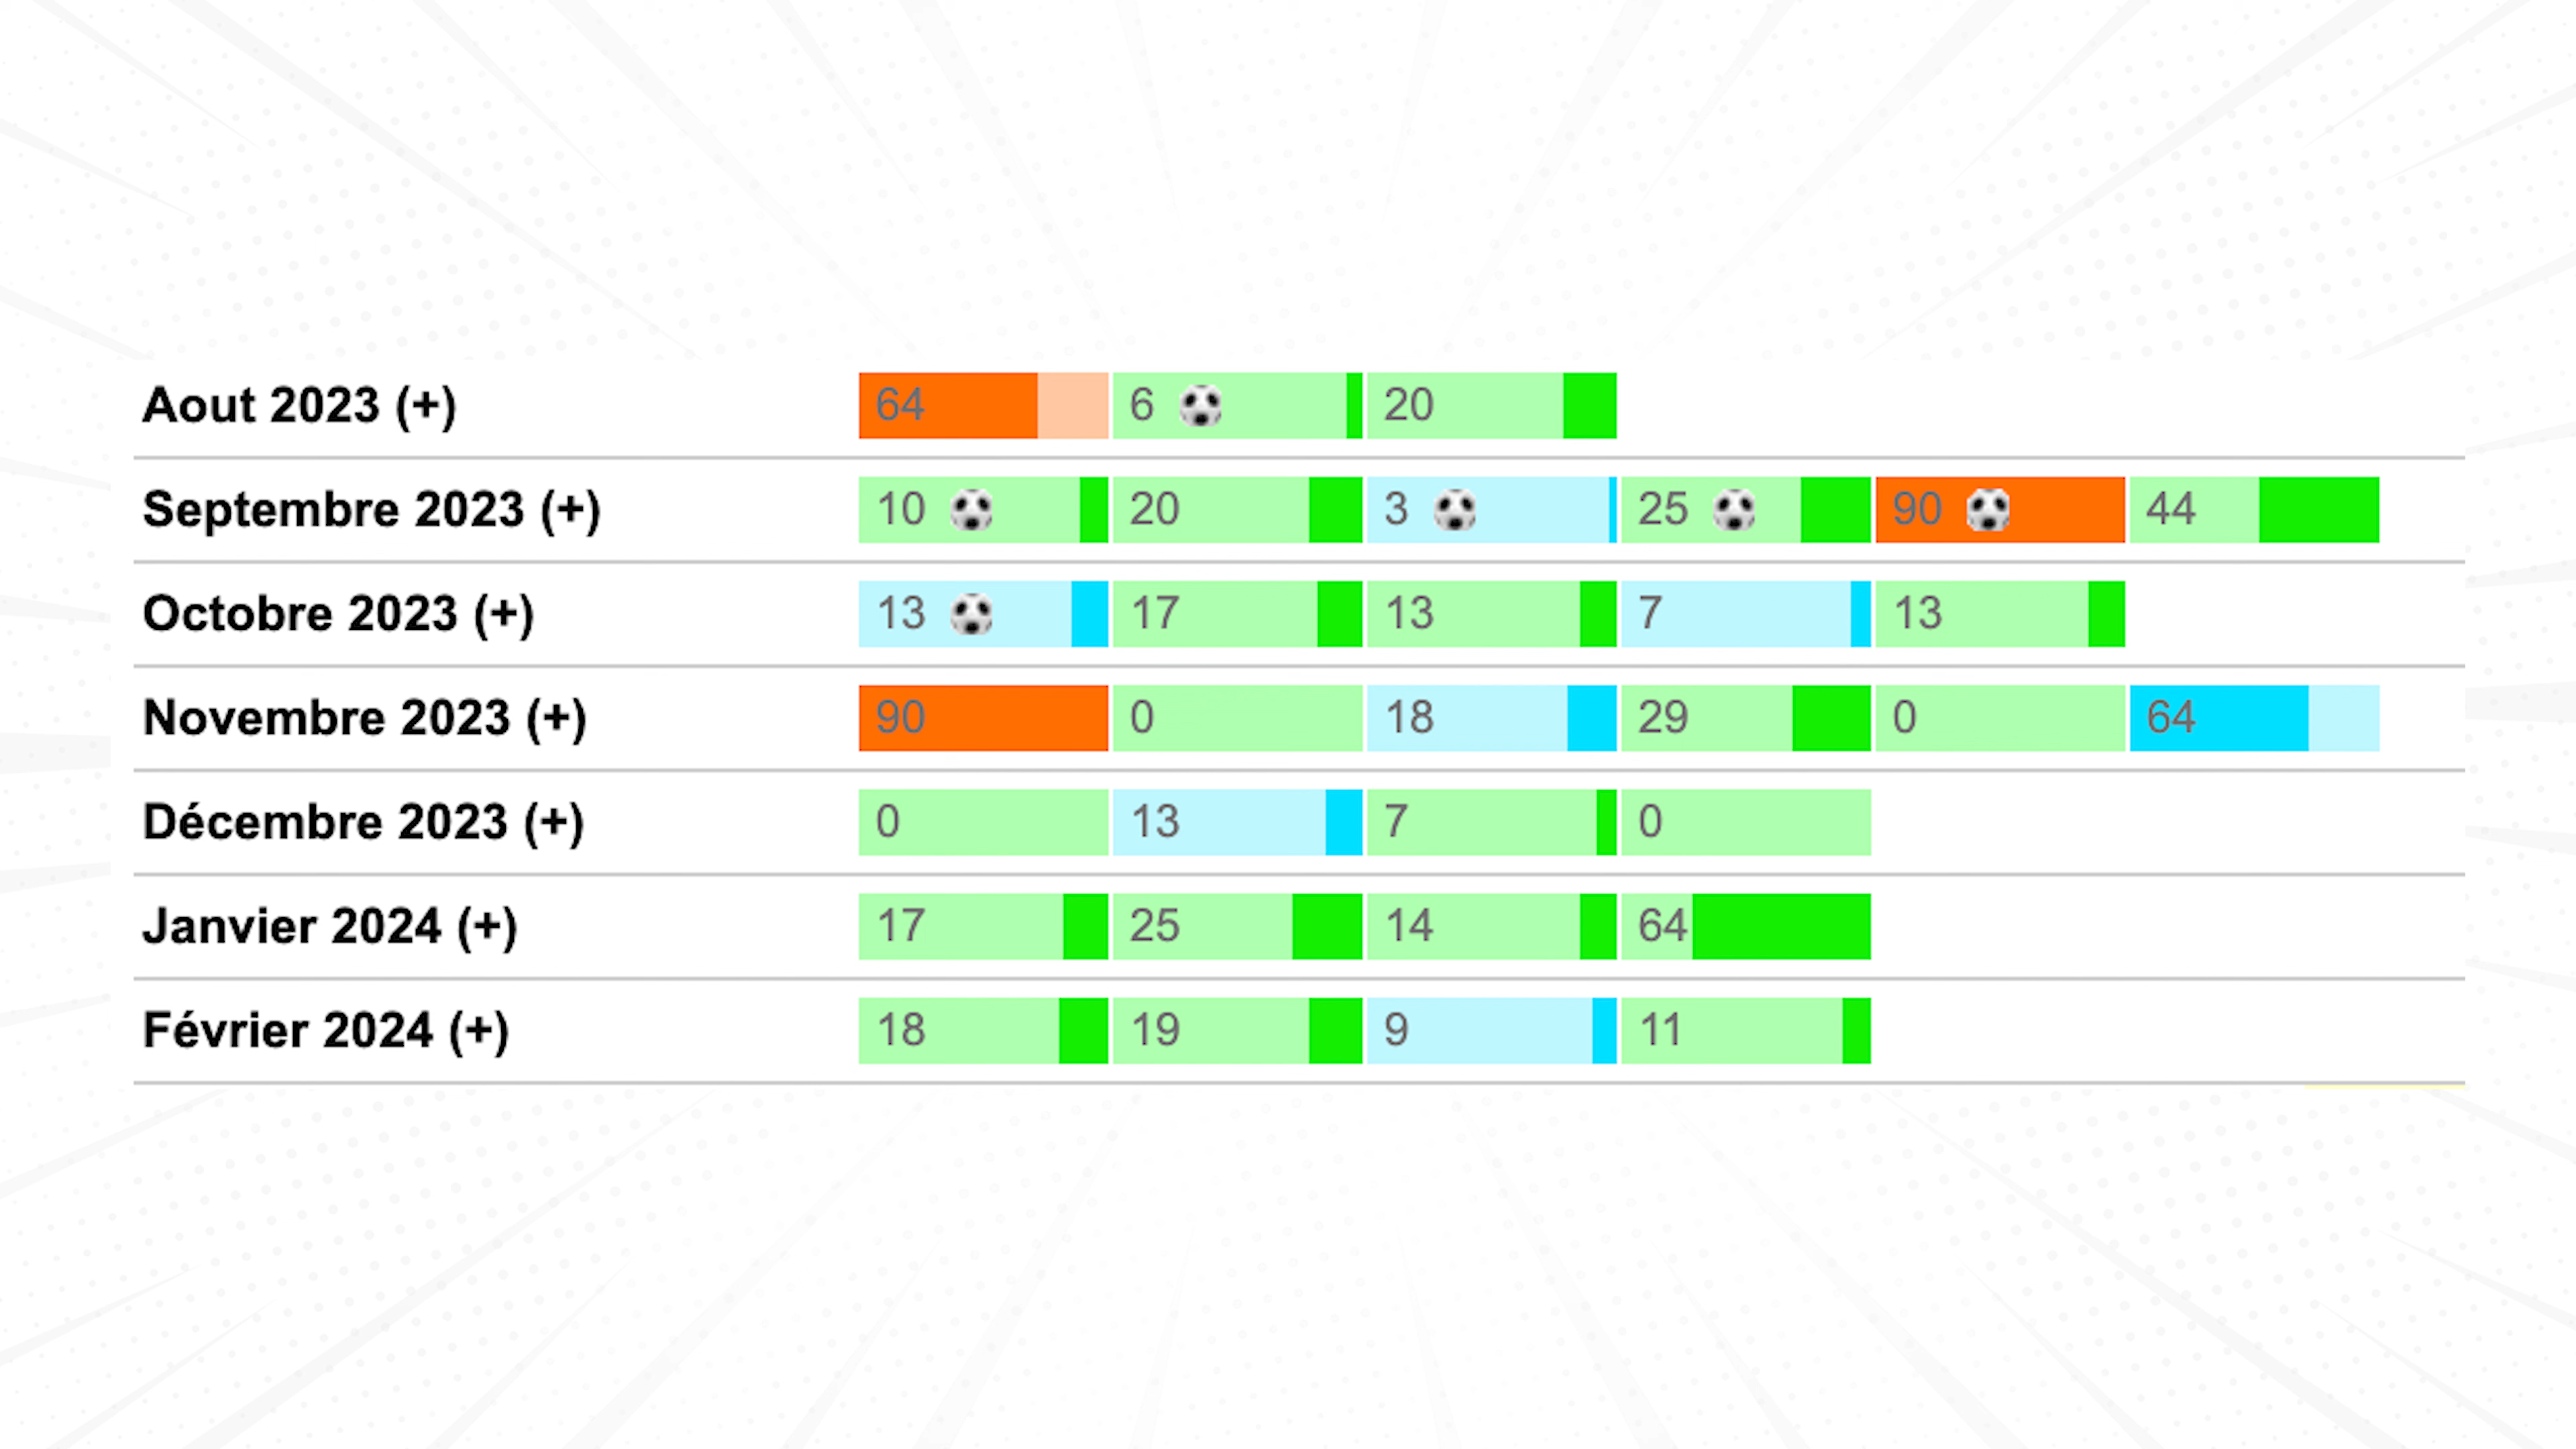 Aout 2023 (+) 64 6 20
Septembre 2023 (+) 10 20 3 25 90 44
Octobre 2023 (+) 13 17 13 7 13
Novembre 2023 (+) 90 0 18 29 0 64
Décembre 2023 (+) 0 13 7 0
Janvier 2024 (+) 17 25 14 64
Février 2024 (+) 18 19 9 11